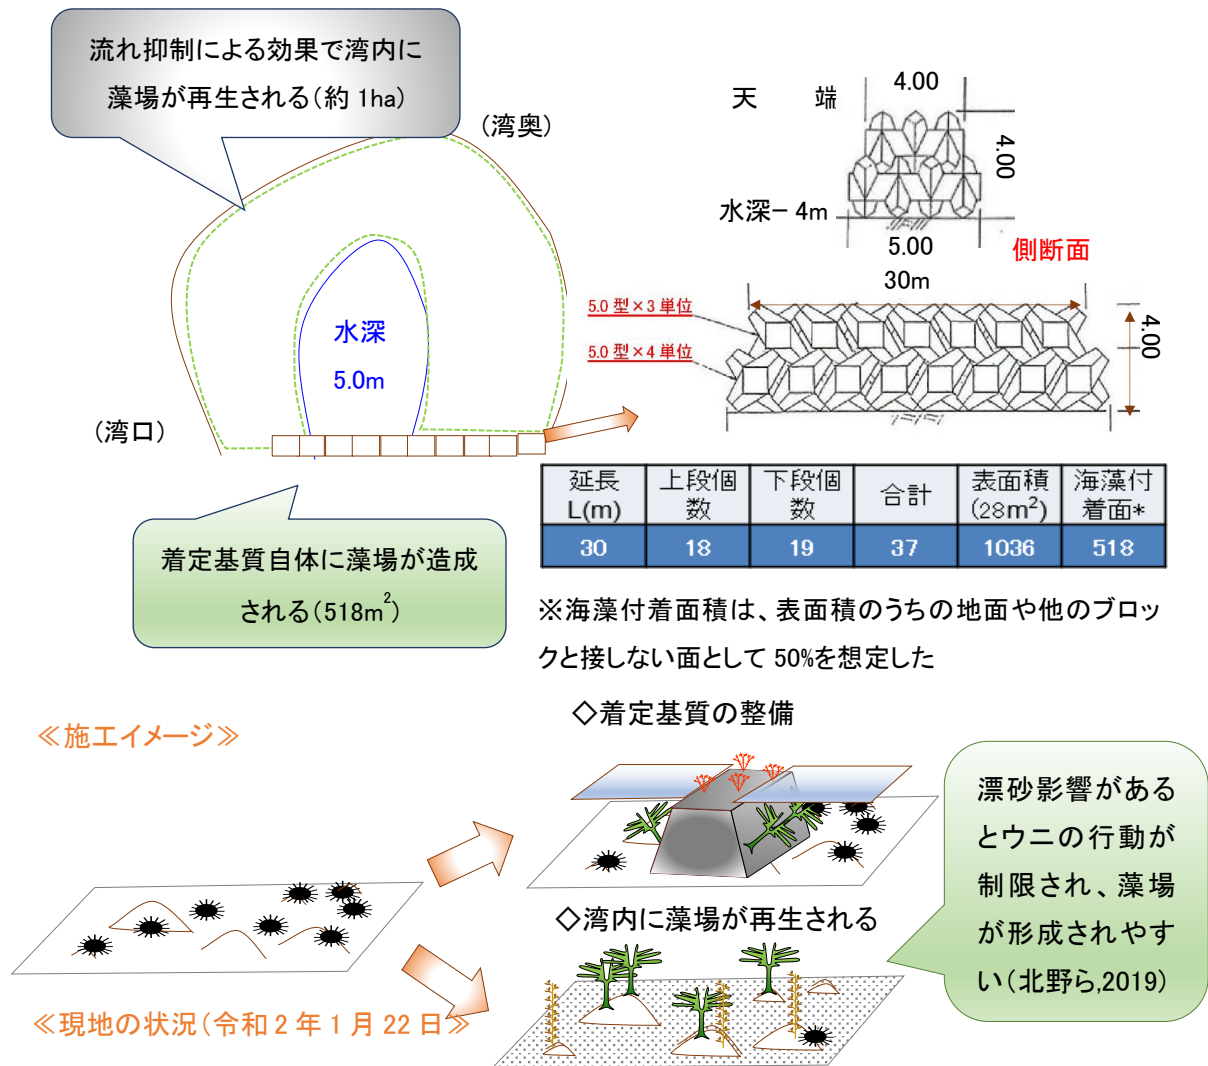 流れ抑制による効果で湾内に
藻場が再生される(約 1ha)
(湾奥)
水深
5.0m
(湾口)
着定基質自体に藻場が造成
される(518m²)
天 端
4.00
4.00
水深－4m
5.00
側断面
30m
5.0 型×3 単位
5.0 型×4 単位
4.00
延長 L(m) 上段個数 下段個数 合計 表面積(28m²) 海藻付着面*
30 18 19 37 1036 518
※海藻付着面積は、表面積のうちの地面や他のブロッ
クと接しない面として 50%を想定した
≪施工イメージ≫
◇着定基質の整備
◇湾内に藻場が再生される
≪現地の状況(令和 2 年 1 月 22 日≫
漂砂影響がある
とウニの行動が
制限され、藻場
が形成されやす
い(北野ら,2019)